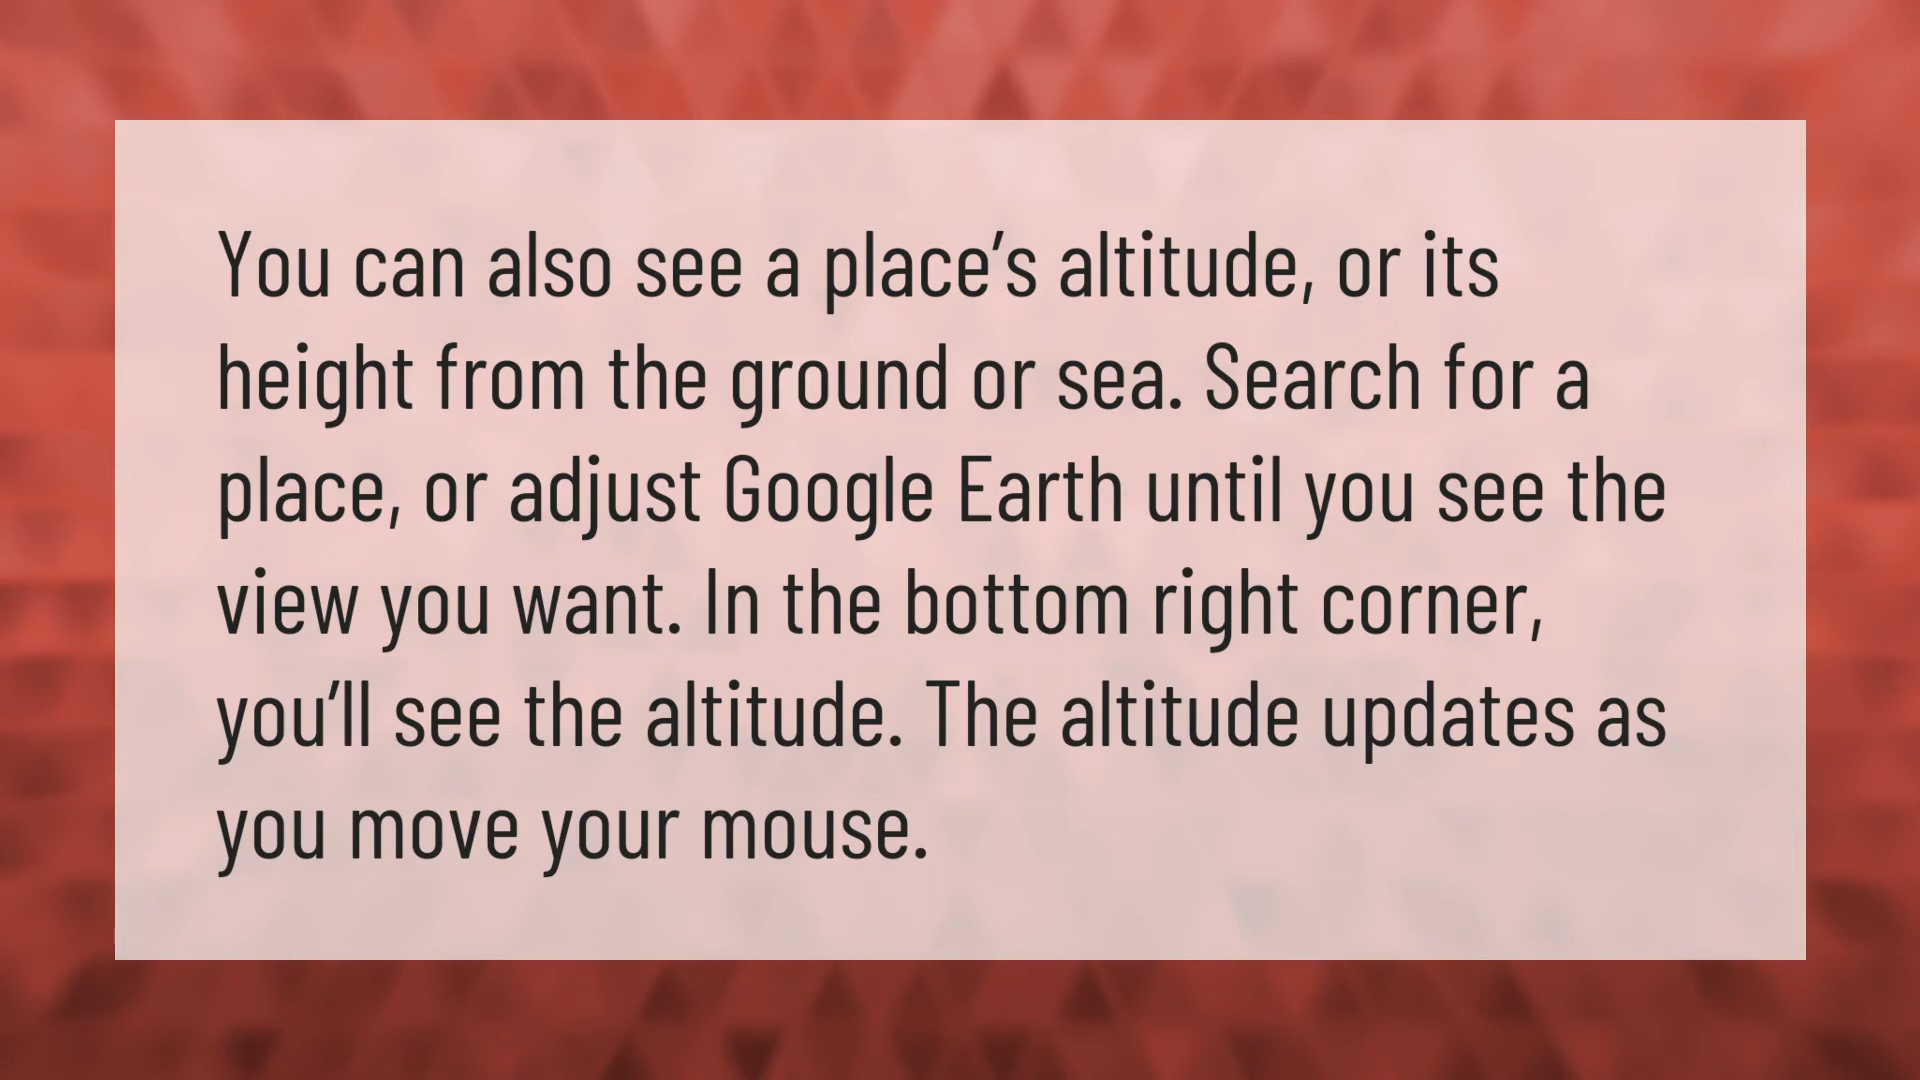 You can also see a place’s altitude, or its
height from the ground or sea. Search for a
place, or adjust Google Earth until you see the
view you want. In the bottom right corner,
you’ll see the altitude. The altitude updates as
you move your mouse.